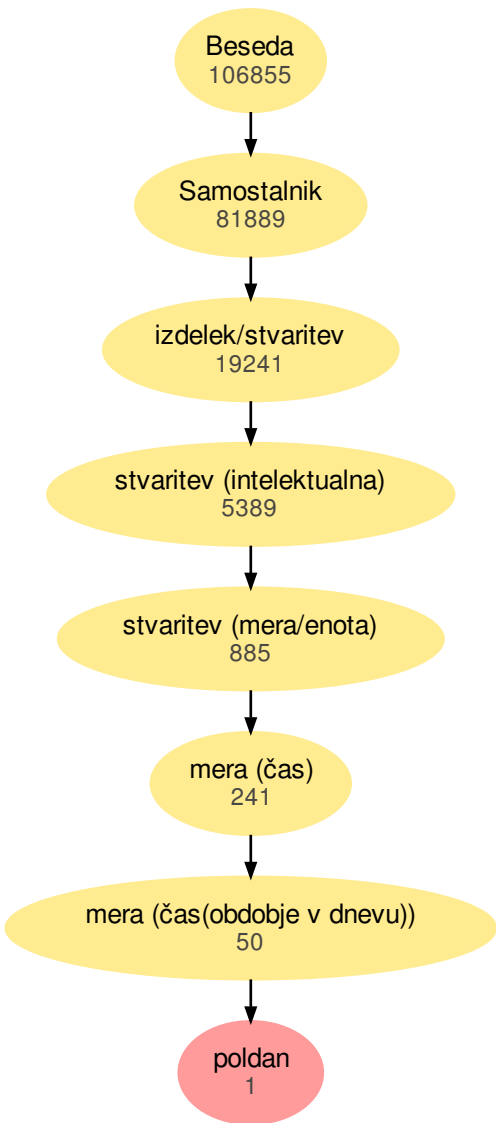 Beseda
106855
Samostalnik
81889
izdelek/stvaritev
19241
stvaritev (intelektualna)
5389
stvaritev (mera/enota)
885
mera (čas)
241
mera (čas(obdobje v dnevu))
50
poldan
1